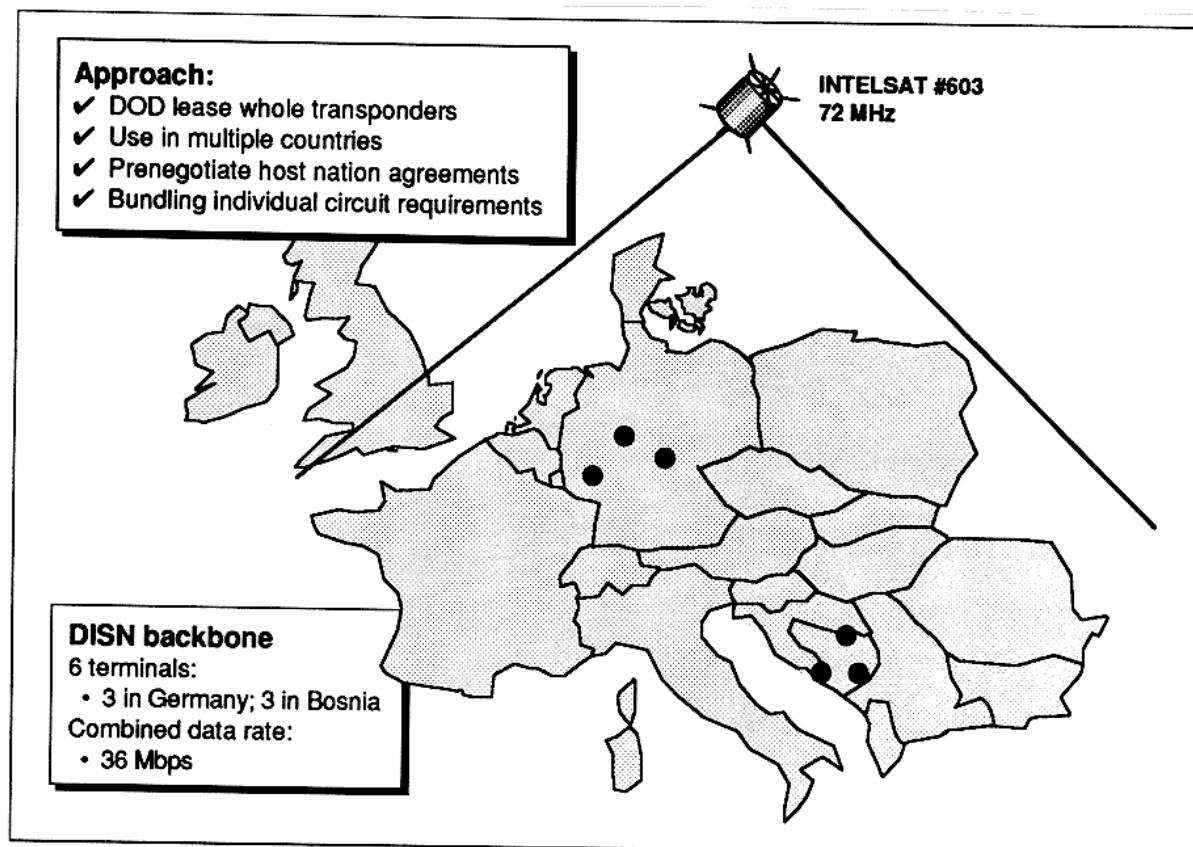 Approach:
✔ DOD lease whole transponders
✔ Use in multiple countries
✔ Prenegotiate host nation agreements
✔ Bundling individual circuit requirements
INTELSAT #603
72 MHz
DISN backbone
6 terminals:
• 3 in Germany; 3 in Bosnia
Combined data rate:
• 36 Mbps